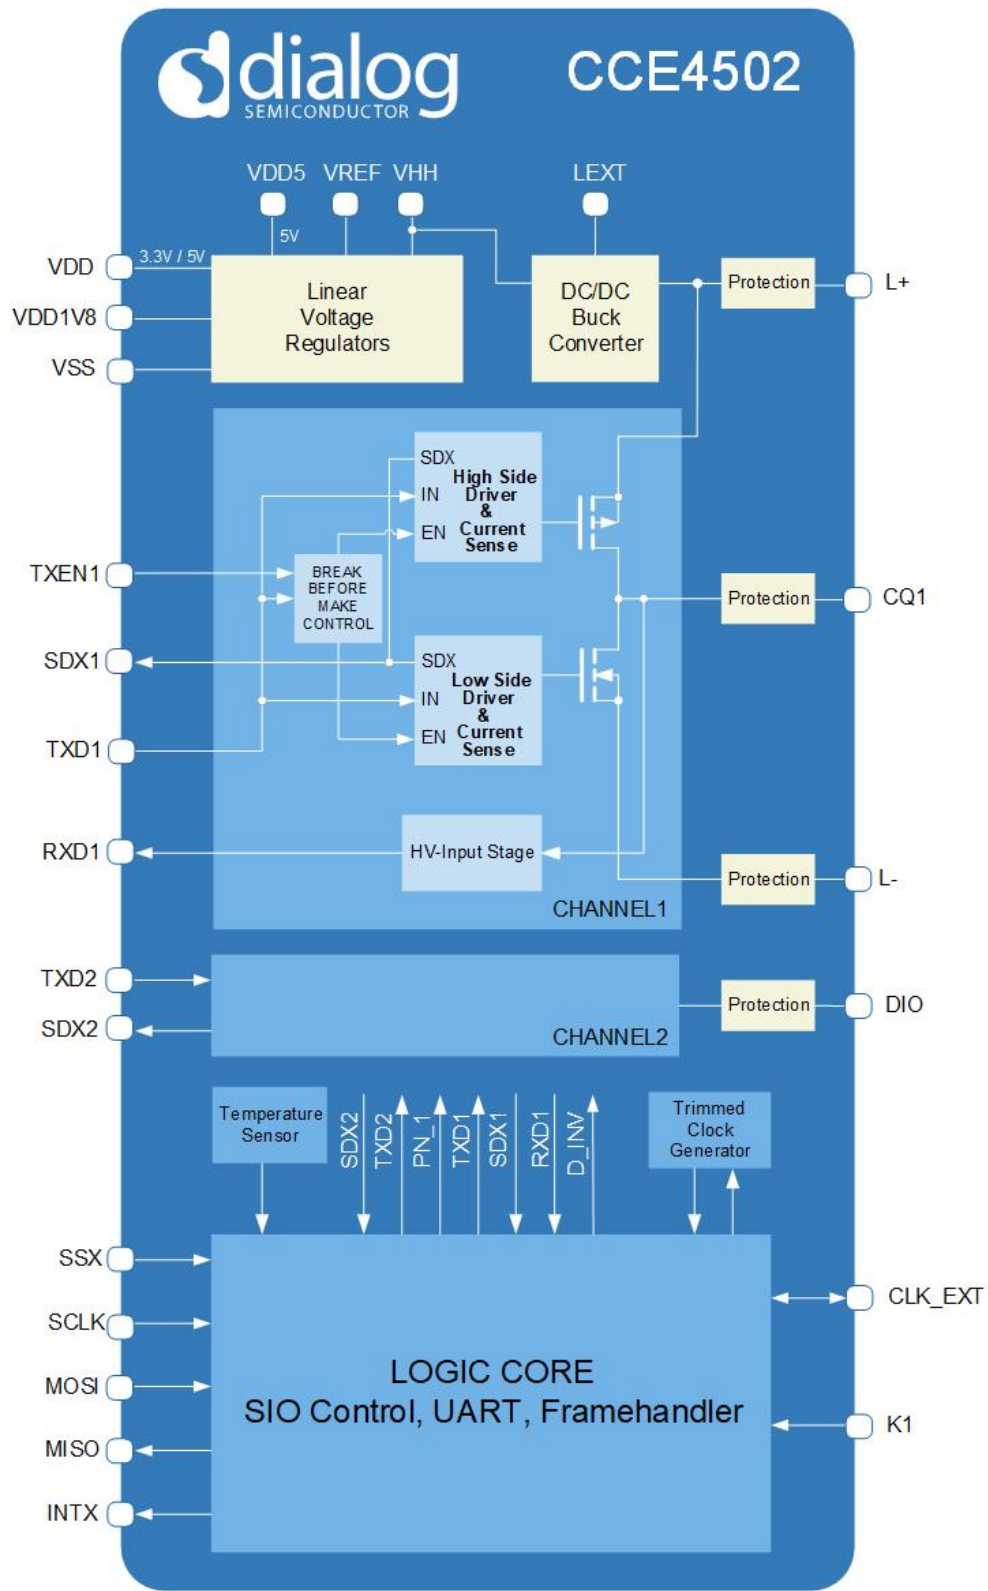 dialog
SEMICONDUCTOR
CCE4502
VDD5
VREF
VHH
LEXT
5V
3.3V / 5V
VDD
VDD1V8
VSS
Linear
Voltage
Regulators
DC/DC
Buck
Converter
Protection
L+
SDX
IN
EN
High Side
Driver
&
Current
Sense
TXEN1
BREAK
BEFORE
MAKE
CONTROL
Protection
CQ1
SDX1
SDX
IN
EN
Low Side
Driver
&
Current
Sense
TXD1
RXD1
HV-Input Stage
Protection
L-
CHANNEL1
TXD2
SDX2
Protection
DIO
CHANNEL2
Temperature
Sensor
SDX2
TXD2
PN_1
TXD1
SDX1
RXD1
D_INV
Trimmed
Clock
Generator
SSX
SCLK
MOSI
MISO
INTX
LOGIC CORE
SIO Control, UART, Framehandler
CLK_EXT
K1